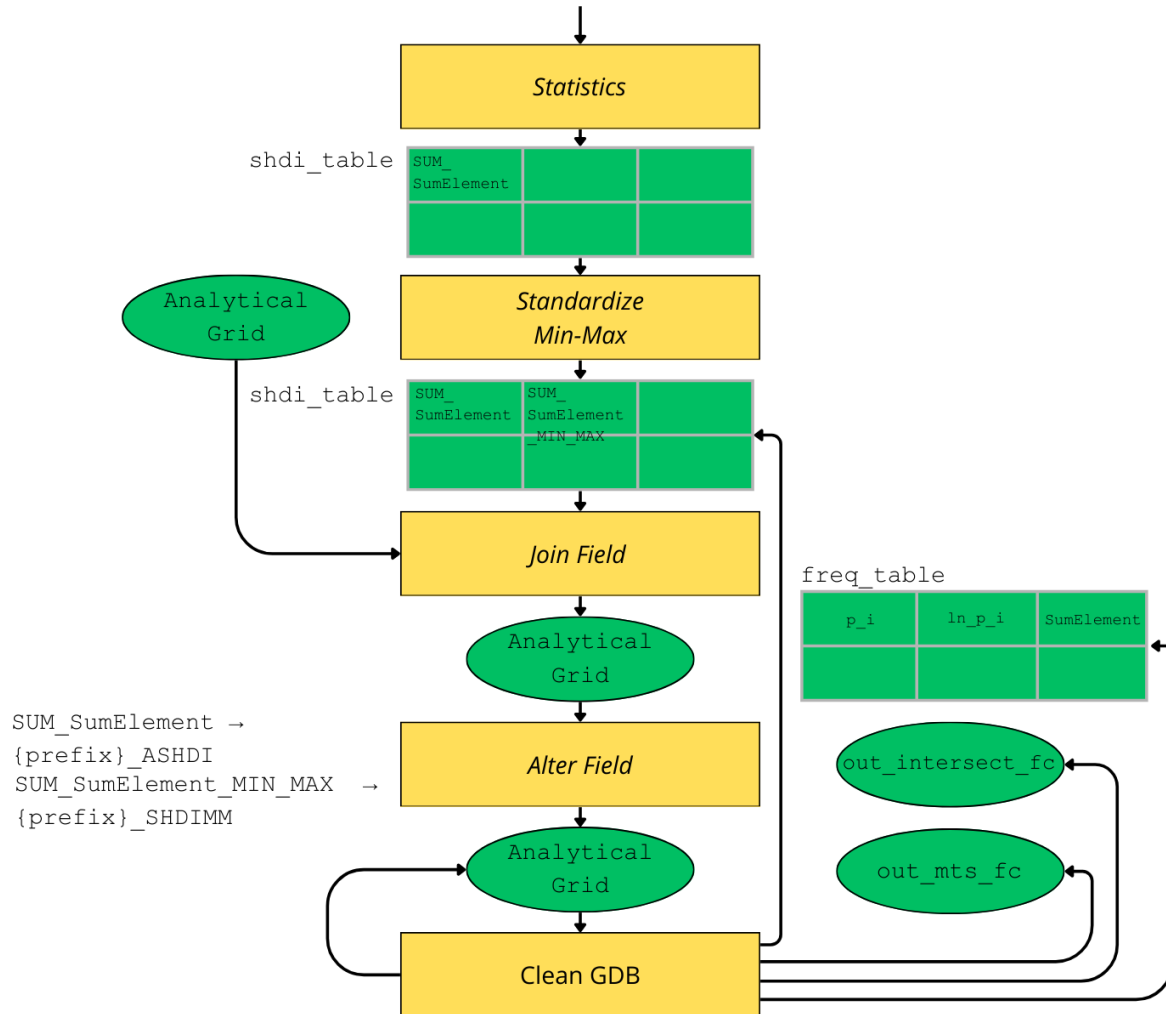 Statistics
shdi_table
SUM_
SumElement
Analytical
Grid
Standardize
Min-Max
shdi_table
SUM_
SumElement
SUM_
SumElement
_MIN_MAX
Join Field
freq_table
p_i
ln_p_i
SumElement
Analytical
Grid
SUM_SumElement →
{prefix}_ASHDI
SUM_SumElement_MIN_MAX →
{prefix}_SHDIMM
Alter Field
out_intersect_fc
Analytical
Grid
out_mts_fc
Clean GDB